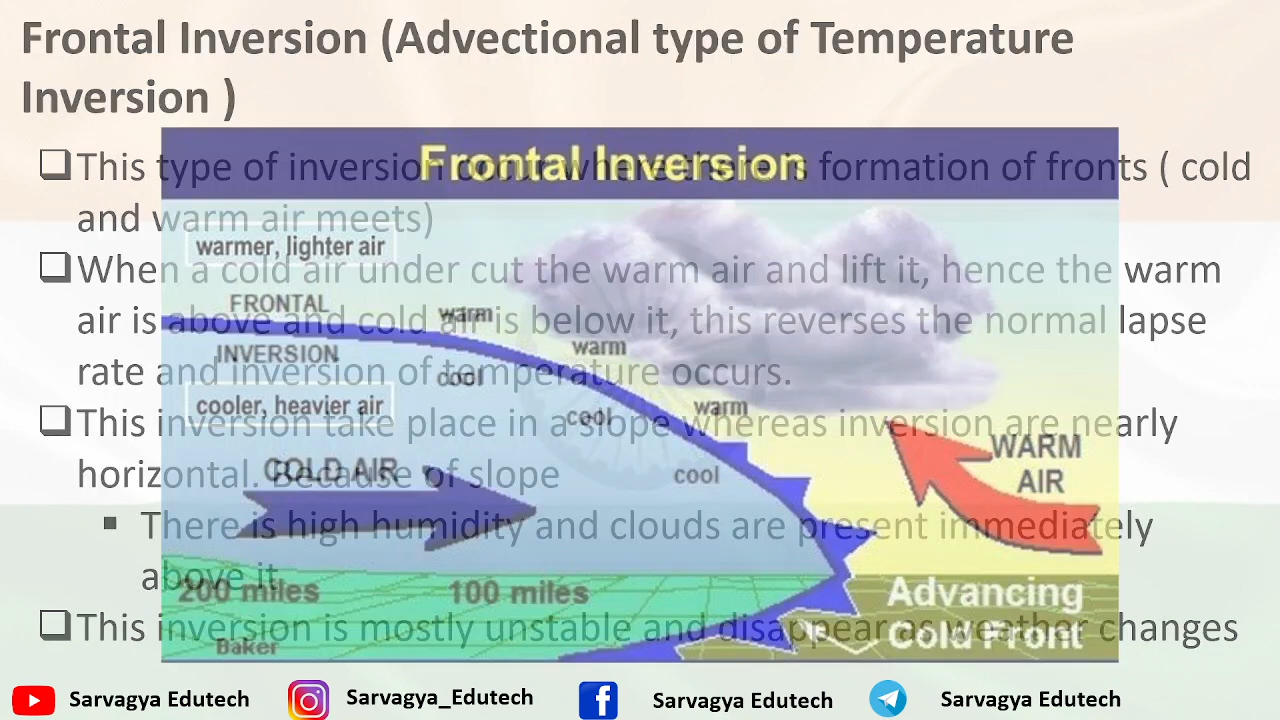 Frontal Inversion (Advectional type of Temperature
Inversion )
This type of inversion occur where there is formation of fronts ( cold
and warm air meets)
When a cold air under cut the warm air and lift it, hence the warm
air is above and cold air is below it, this reverses the normal lapse
rate and inversion of temperature occurs.
This inversion take place in a slope whereas inversion are nearly
horizontal. Because of slope
There is high humidity and clouds are present immediately
above it
This inversion is mostly unstable and disappear as weather changes
Frontal Inversion
warmer, lighter air
FRONTAL
INVERSION
warm
warm
warm
cool
cool
cool
cooler, heavier air
COLD AIR
WARM
AIR
200 miles
100 miles
Baker
Advancing
Cold Front
Sarvagya Edutech
Sarvagya_Edutech
Sarvagya Edutech
Sarvagya Edutech